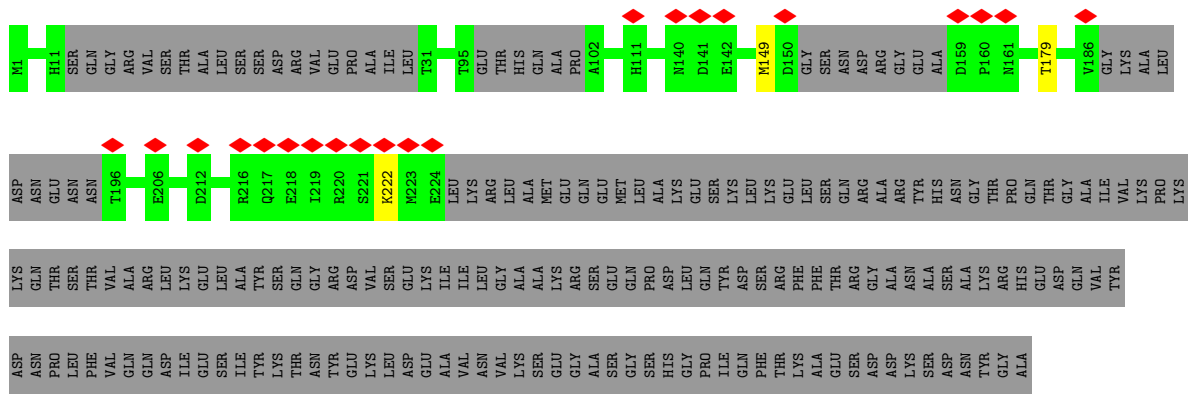 M1 H11 SER GLN GLY ARG VAL SER THR ALA LEU SER SER ASP ARG VAL GLU PRO ALA ILE LEU T31 T95 GLU THR HIS GLN ALA PRO A102 H111 N140 D141 E142 M149 D150 GLY SER ASN ASP ARG GLY GLU ALA D159 P160 N161 T179 V186 GLY LYS ALA LEU
ASP ASN GLU ASN ASN T196 E206 D212 R216 Q217 E218 I219 R220 S221 K222 M223 E224 LEU LYS ARG LEU ALA MET GLU GLN GLU MET LEU ALA LYS GLU SER LYS LEU LYS GLU LEU SER GLN ARG ALA ARG TYR HIS ASN GLY THR PRO GLN THR GLY ALA ILE VAL LYS PRO LYS
LYS GLN THR SER THR VAL ALA ARG LEU LYS GLU LEU ALA TYR SER GLN GLY ARG ASP VAL SER GLU LYS ILE ILE LEU GLY ALA ALA LYS ARG SER GLU GLU GLN PRO ASP LEU GLN TYR ASP SER ARG PHE PHE THR ARG GLY ALA ASN ALA SER ALA LYS ARG HIS GLU ASP GLN VAL TYR
ASP ASN PRO LEU PHE VAL GLN GLN ASP ILE GLU SER ILE TYR LYS THR ASN TYR GLU LYS LEU ASP GLU ALA VAL ASN VAL LYS SER GLU GLY ALA SER GLY SER HIS GLY PRO ILE GLN PHE THR LYS ALA GLU SER ASP ASP LYS SER ASP ASN TYR GLY ALA